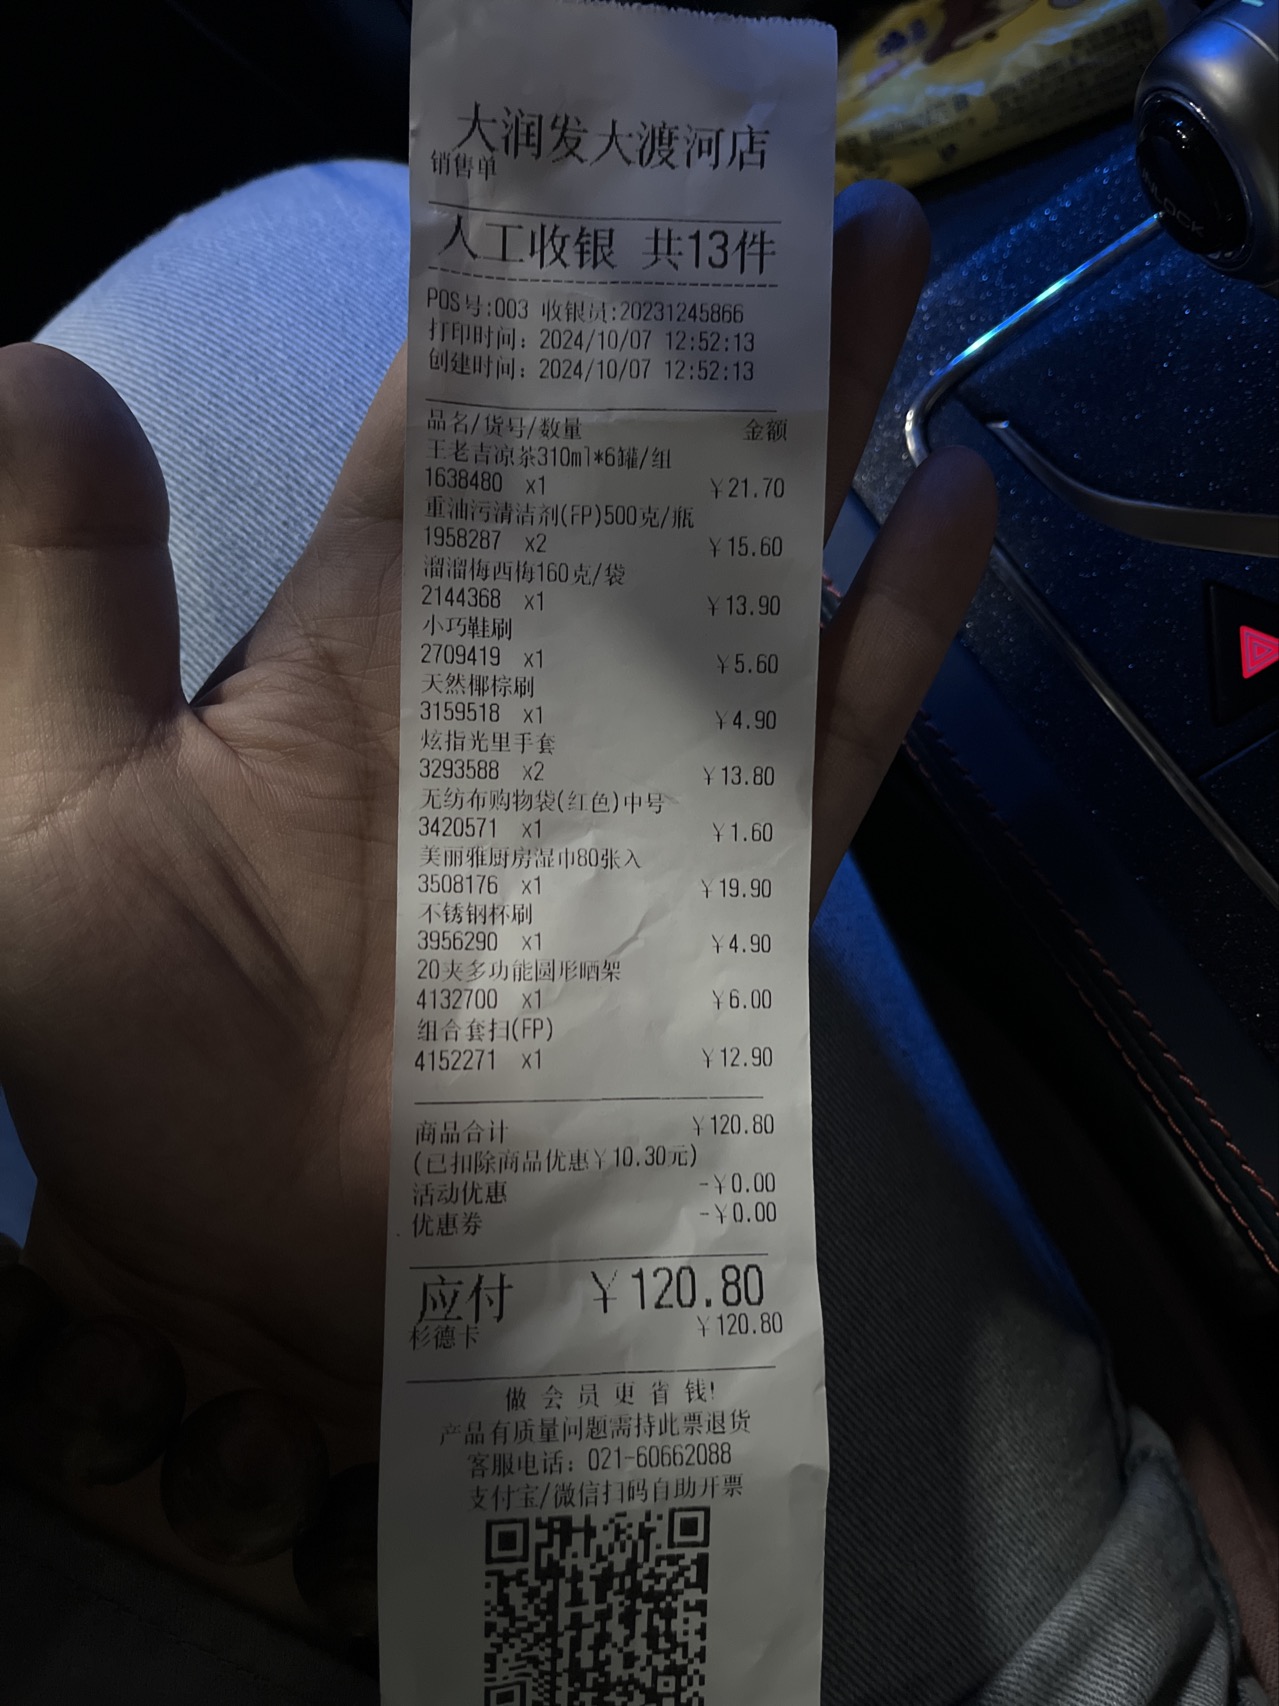 大润发大渡河店
销售单
人工收银 共13件
POS号:003 收银员:20231245866
打印时间: 2024/10/07 12:52:13
创建时间: 2024/10/07 12:52:13
品名/货号/数量 金额
王老吉凉茶310ml*6罐/组
1638480 x1 ￥21.70
重油污清洁剂(FP)500克/瓶
1958287 x2 ￥15.60
溜溜梅西梅160克/袋
2144368 x1 ￥13.90
小巧鞋刷
2709419 x1 ￥5.60
天然椰棕刷
3159518 x1 ￥4.90
炫指光里手套
3293588 x2 ￥13.80
无纺布购物袋(红色)中号
3420571 x1 ￥1.60
美丽雅厨房湿巾80张入
3508176 x1 ￥19.90
不锈钢杯刷
3956290 x1 ￥4.90
20夹多功能圆形晒架
4132700 x1 ￥6.00
组合套扫(FP)
4152271 x1 ￥12.90
商品合计 ￥120.80
(已扣除商品优惠￥10.30元)
活动优惠 -￥0.00
优惠券 -￥0.00
应付 ￥120.80
杉德卡 ￥120.80
做会员更省钱!
产品有质量问题需持此票退货
客服电话: 021-60662088
支付宝/微信扫码自助开票